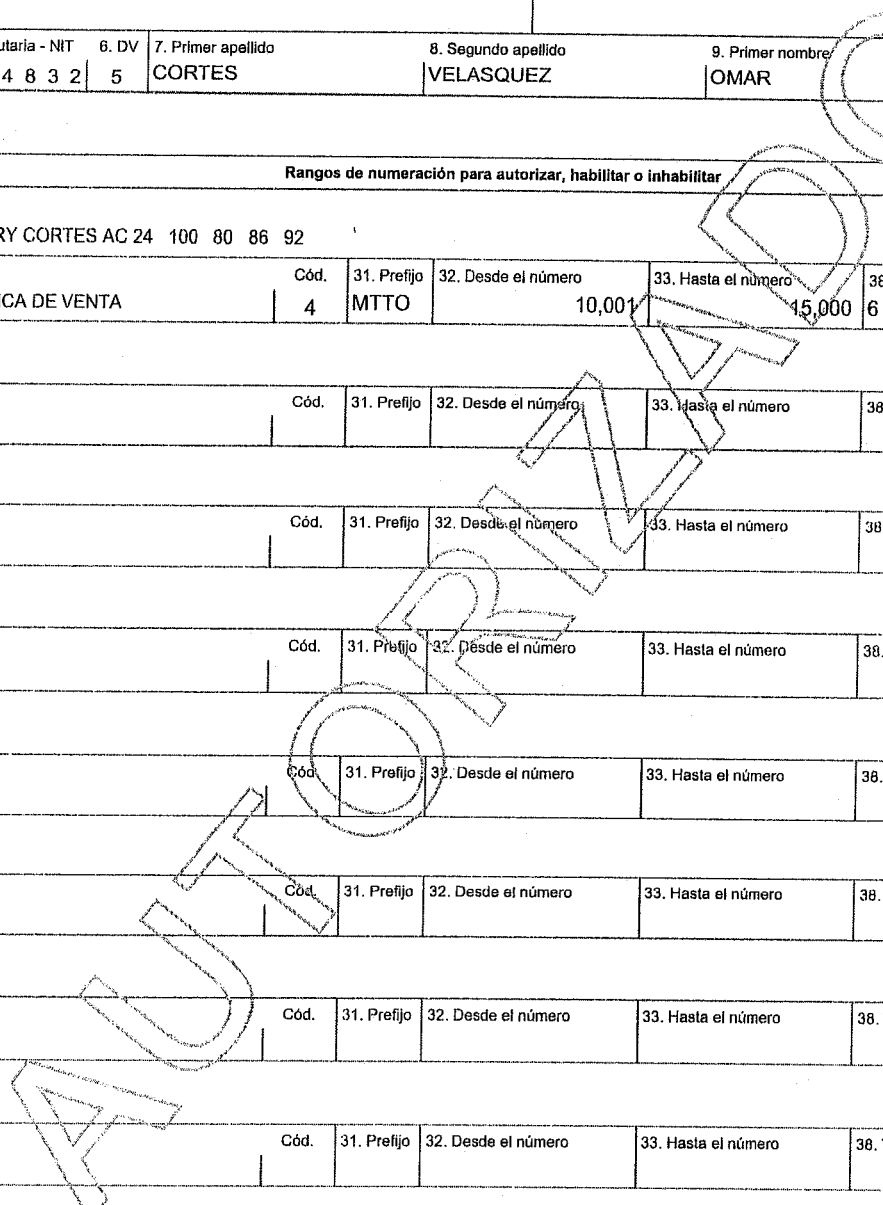 utaria - NIT 6. DV 7. Primer apellido 8. Segundo apellido 9. Primer nombre
4 8 3 2 5 CORTES VELASQUEZ OMAR
Rangos de numeración para autorizar, habilitar o inhabilitar
RY CORTES AC 24 100 80 86 92
Cód. 31. Prefijo 32. Desde el número 33. Hasta el número 38
CA DE VENTA 4 MTTO 10,001 15,000 6
Cód. 31. Prefijo 32. Desde el número 33. Hasta el número 38
Cód. 31. Prefijo 32. Desde el número 33. Hasta el número 38
Cód. 31. Prefijo 32. Desde el número 33. Hasta el número 38.
Cód. 31. Prefijo 32. Desde el número 33. Hasta el número 38.
Cód. 31. Prefijo 32. Desde el número 33. Hasta el número 38.
Cód. 31. Prefijo 32. Desde el número 33. Hasta el número 38.
Cód. 31. Prefijo 32. Desde el número 33. Hasta el número 38.
AUTORIZADO